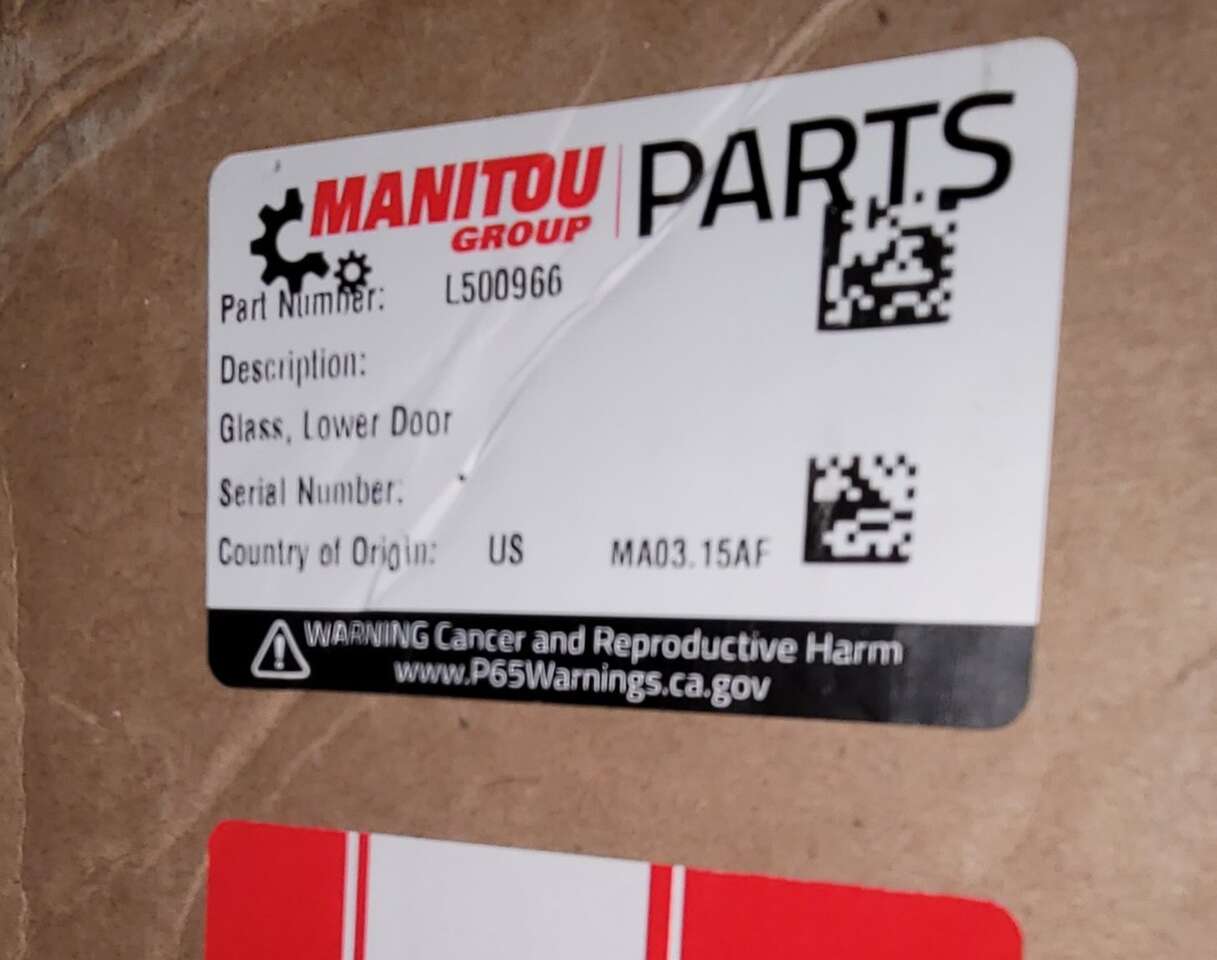 MANITOU
GROUP
PARTS
Part Number: L500966
Description:
Glass, Lower Door
Serial Number:
Country of Origin: US MA03.15AF
WARNING Cancer and Reproductive Harm
www.P65Warnings.ca.gov